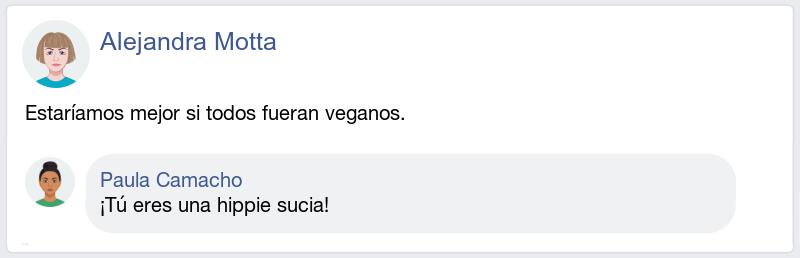 Alejandra Motta
Estaríamos mejor si todos fueran veganos.
Paula Camacho
¡Tú eres una hippie sucia!